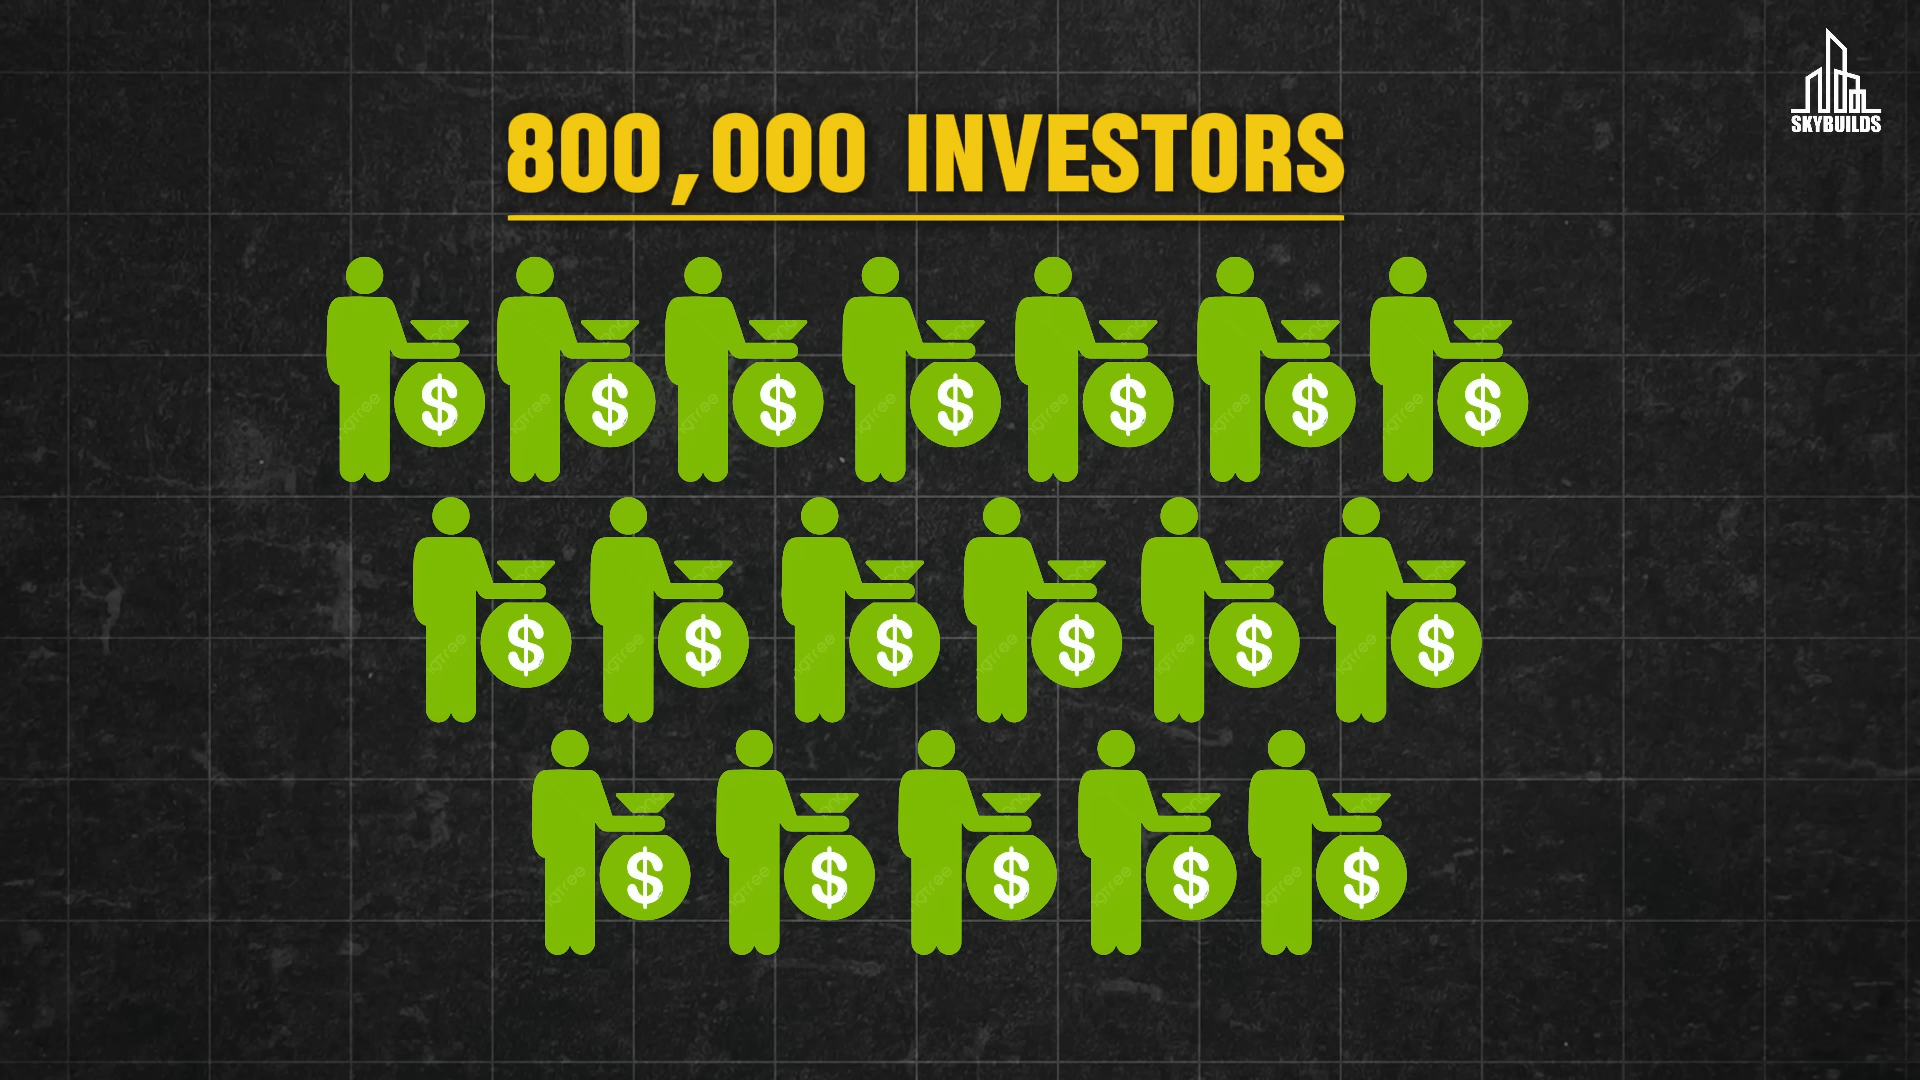 800,000 INVESTORS
SKYBUILDS
$ $ $ $ $ $ $
$ $ $ $ $ $
$ $ $ $ $